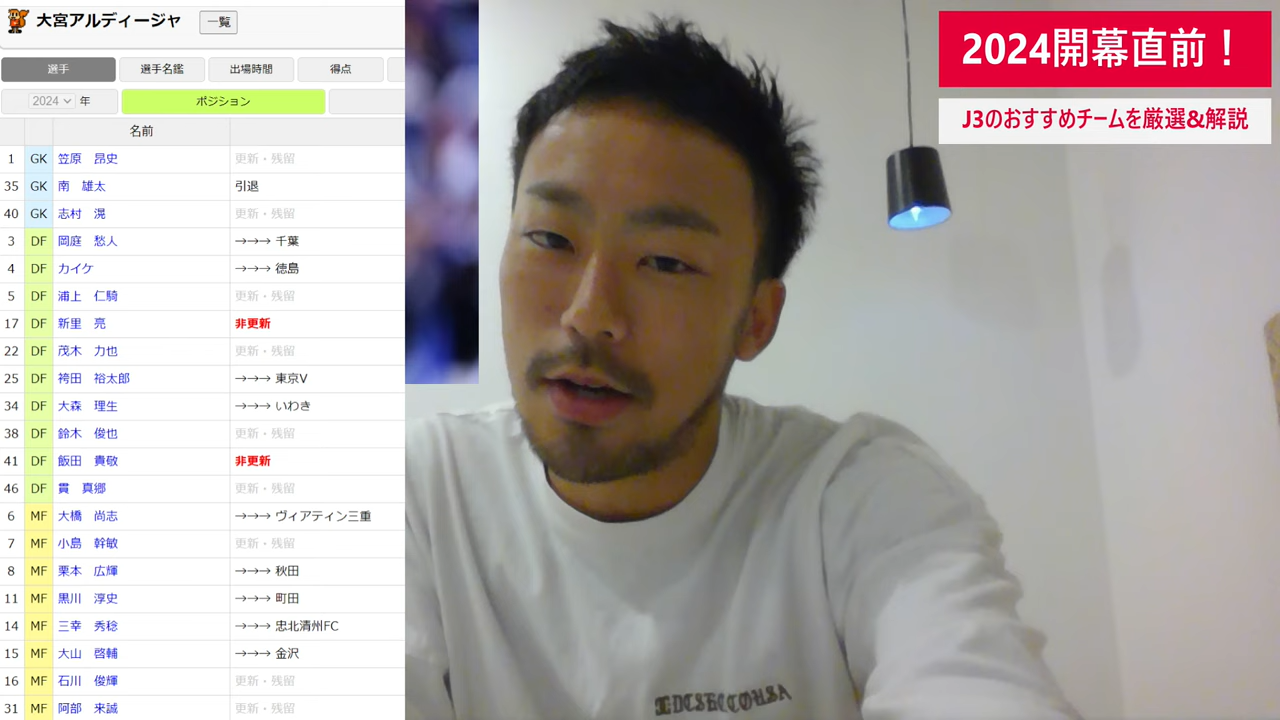 大宮アルディージャ 一覧
選手 選手名鑑 出場時間 得点
2024 年 ポジション
名前
1 GK 笠原 昂史 更新・残留
35 GK 南 雄太 引退
40 GK 志村 滉 更新・残留
3 DF 岡庭 愁人 →→→ 千葉
4 DF カイケ →→→ 徳島
5 DF 浦上 仁騎 更新・残留
17 DF 新里 亮 非更新
22 DF 茂木 力也 更新・残留
25 DF 袴田 裕太郎 →→→ 東京V
34 DF 大森 理生 →→→ いわき
38 DF 鈴木 俊也 更新・残留
41 DF 飯田 貴敬 非更新
46 DF 貫 真郷 更新・残留
6 MF 大橋 尚志 →→→ ヴィアティン三重
7 MF 小島 幹敏 更新・残留
8 MF 栗本 広輝 →→→ 秋田
11 MF 黒川 淳史 →→→ 町田
14 MF 三幸 秀稔 →→→ 忠北清州FC
15 MF 大山 啓輔 →→→ 金沢
16 MF 石川 俊輝 更新・残留
31 MF 阿部 来誠 更新・残留
2024開幕直前！
J3のおすすめチームを厳選&解説